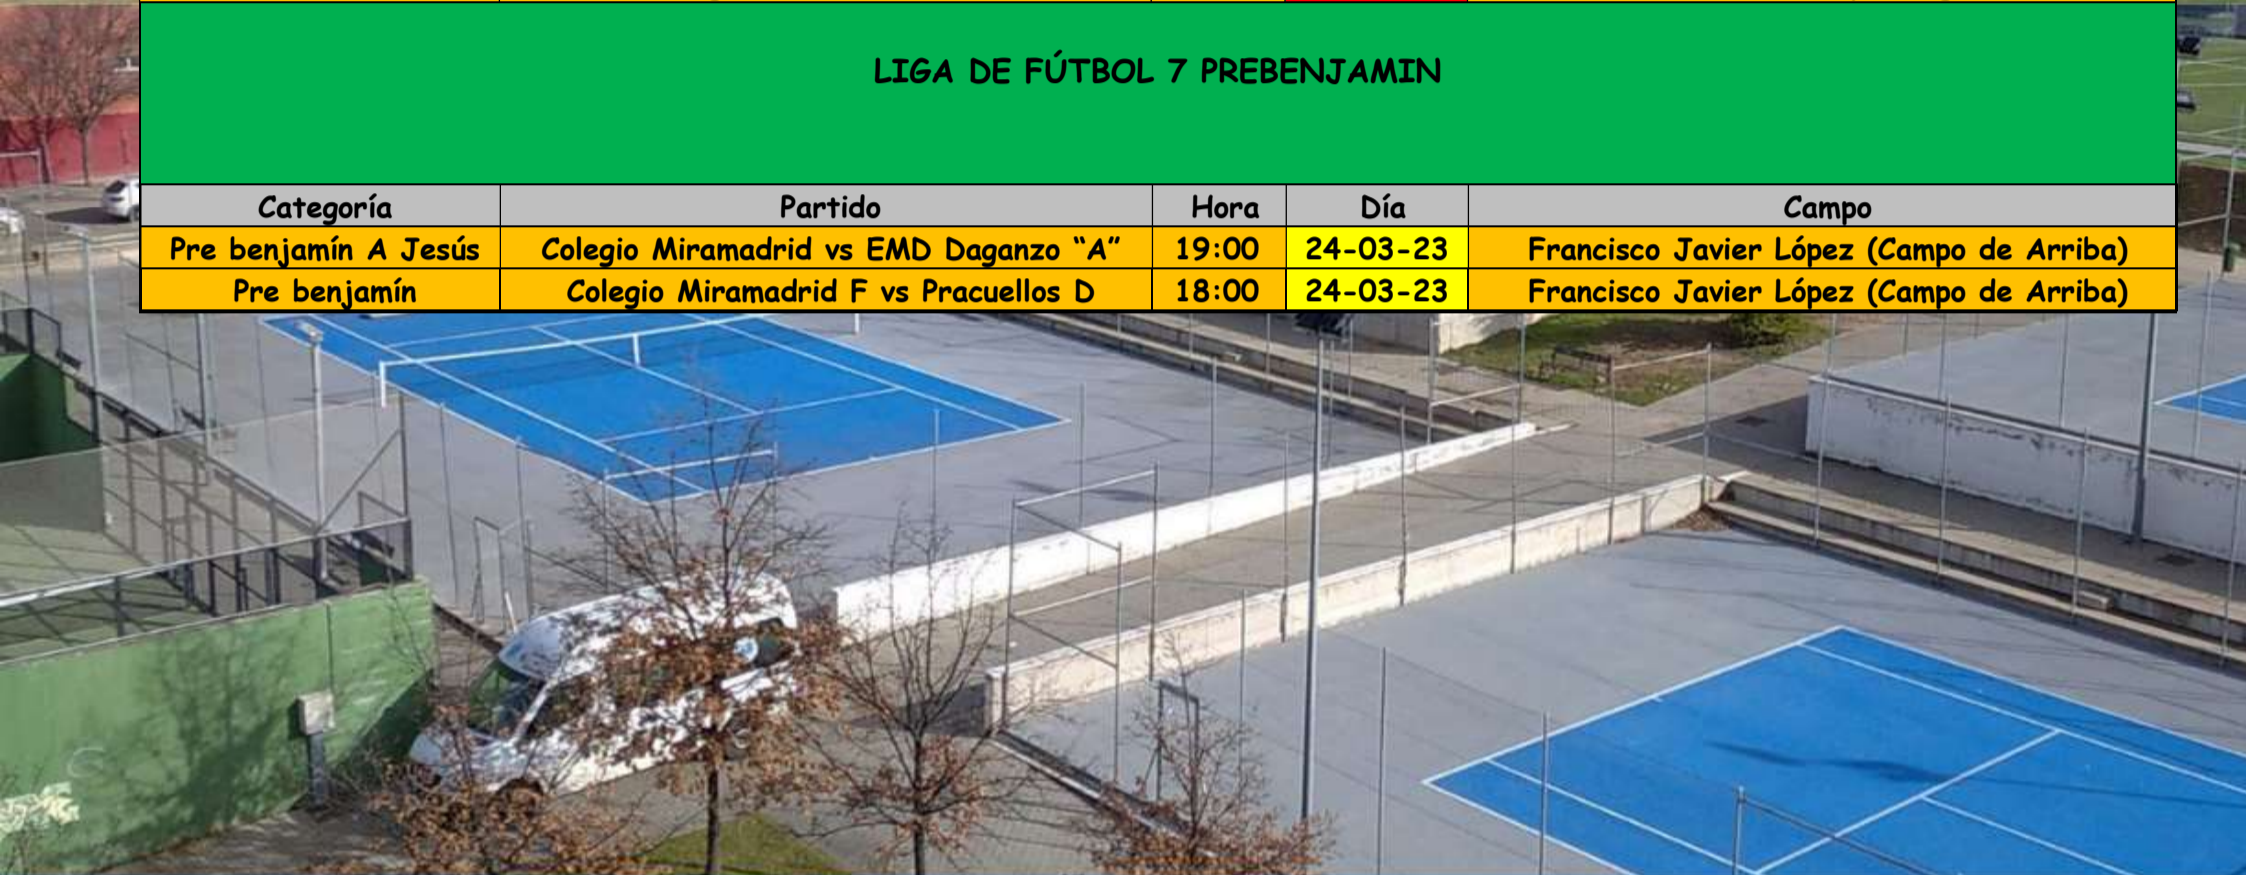 LIGA DE FÚTBOL 7 PREBENJAMIN
Categoría Partido Hora Día Campo
Pre benjamín A Jesús Colegio Miramadrid vs EMD Daganzo “A” 19:00 24-03-23 Francisco Javier López (Campo de Arriba)
Pre benjamín Colegio Miramadrid F vs Pracuellos D 18:00 24-03-23 Francisco Javier López (Campo de Arriba)